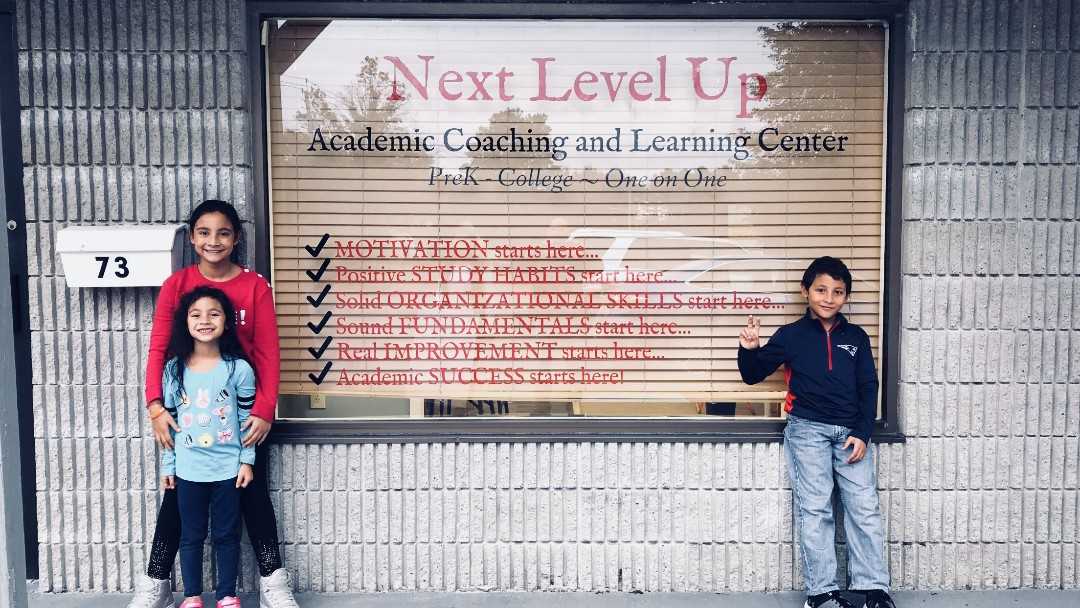 Next Level Up
Academic Coaching and Learning Center
PreK - College ~ One on One
MOTIVATION starts here...
Positive STUDY HABITS start here...
Solid ORGANIZATIONAL SKILLS start here...
Sound FUNDAMENTALS start here...
Real IMPROVEMENT starts here...
Academic SUCCESS starts here!
73